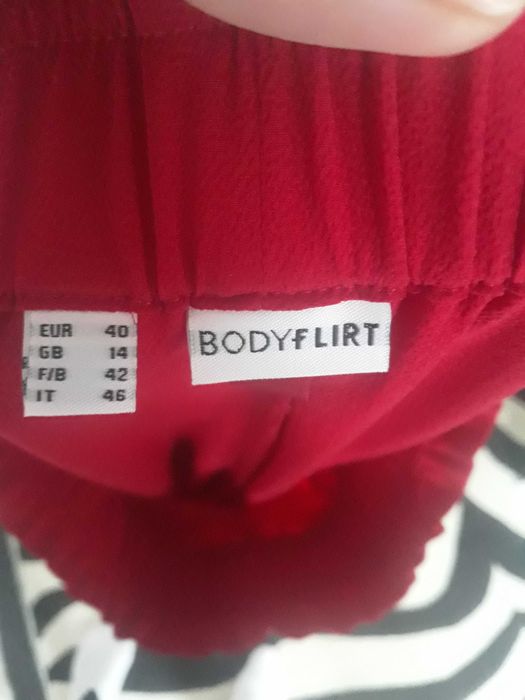 EUR 40
GB 14
F/B 42
IT 46
BODYFLIRT